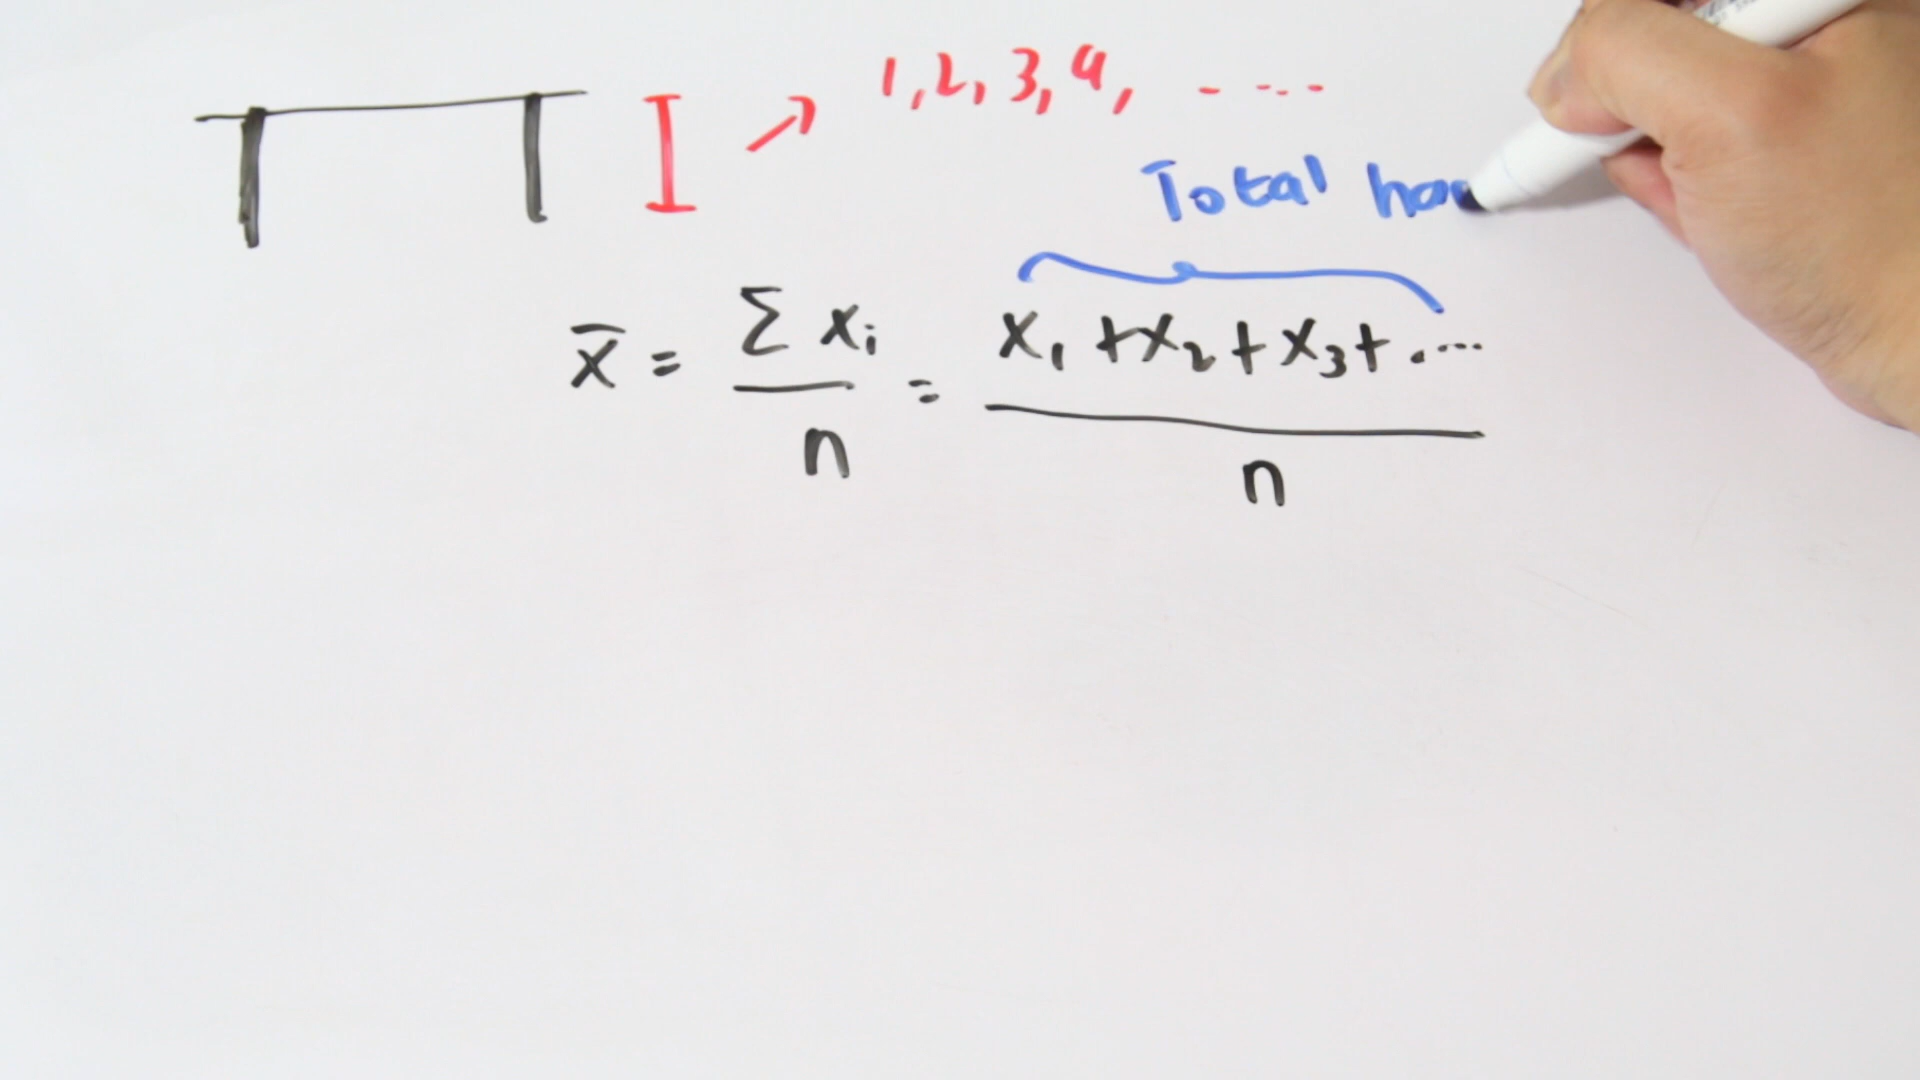 1, 2, 3, 4, . . . . .
Total
x̄ = Σ xᵢ / n = x₁ + x₂ + x₃ + .... / n